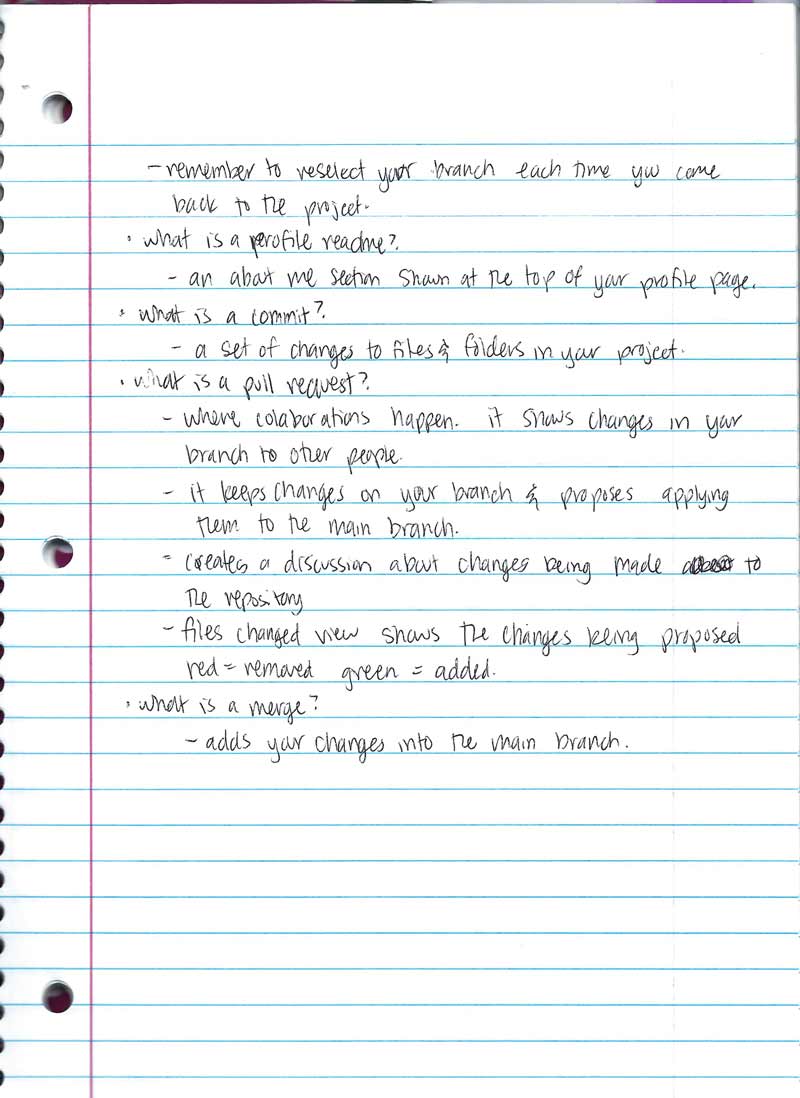 - remember to reselect your branch each time you come
back to the project.
• what is a profile readme?
- an about me section shown at the top of your profile page.
• what is a commit?
- a set of changes to files & folders in your project.
• what is a pull request?
- where colaborations happen. it shows changes in your
branch to other people.
- it keeps changes on your branch & proposes applying
them to the main branch.
- creates a discussion about changes being made to
the repository
- files changed view shows the changes being proposed
red = removed green = added.
• what is a merge?
- adds your changes into the main branch.